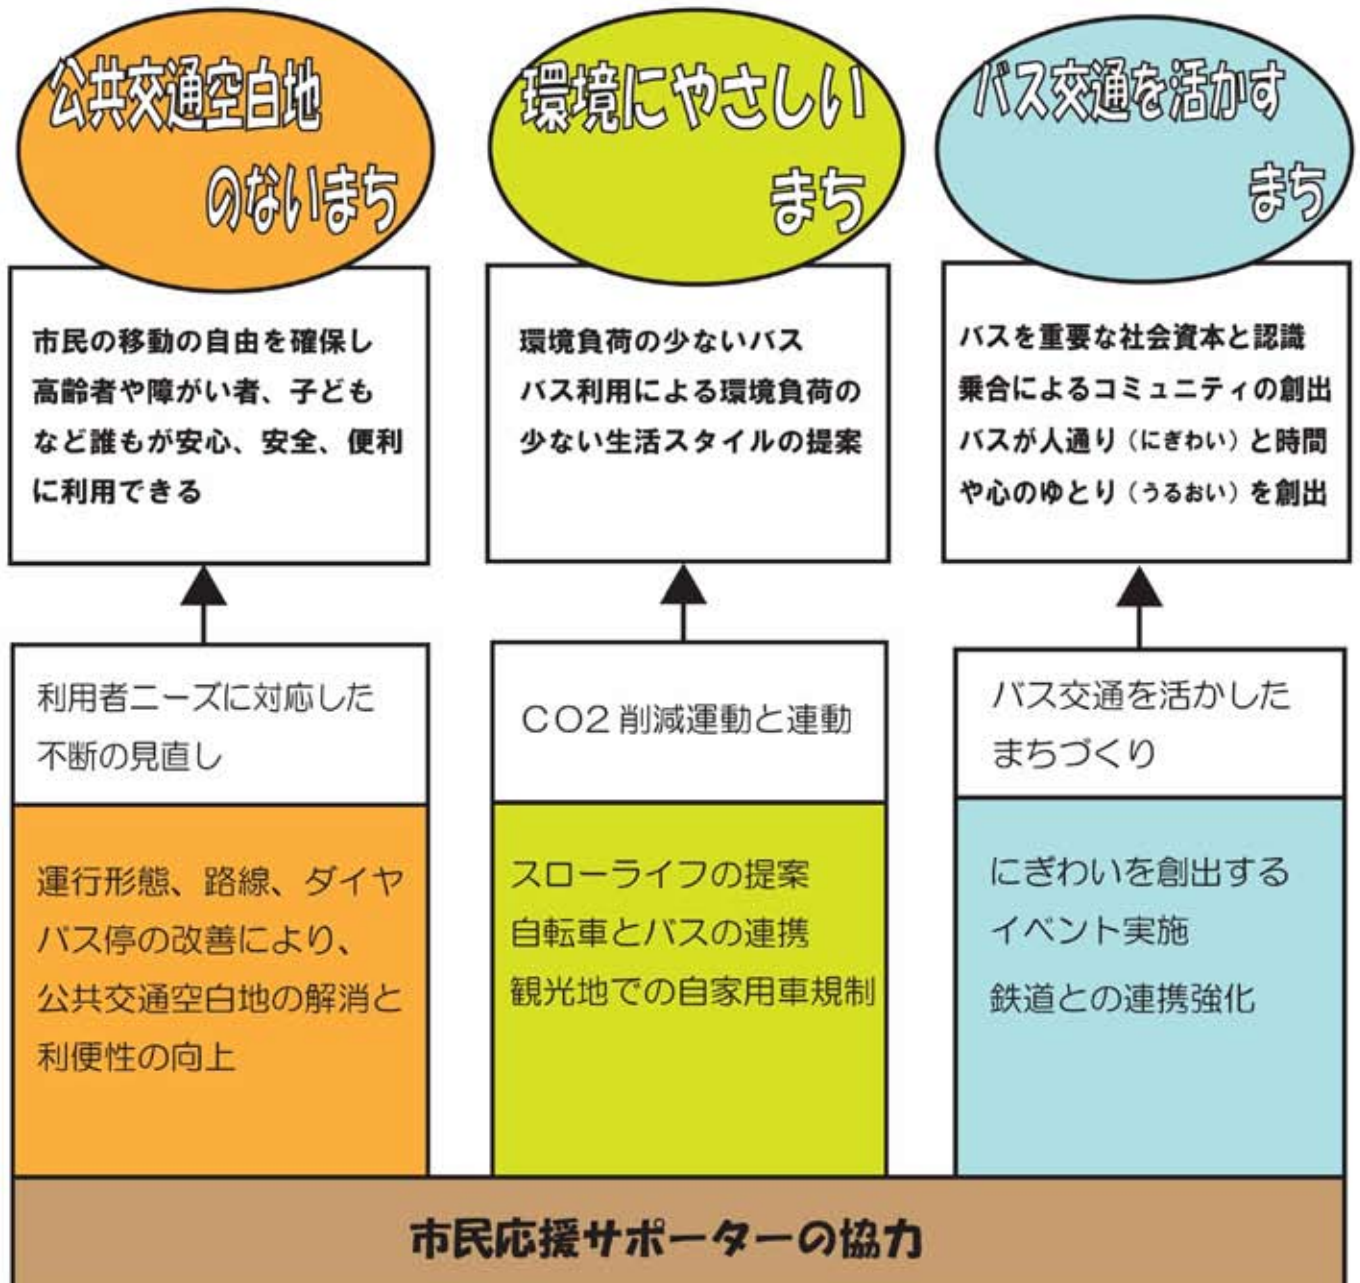 公共交通空白地
のないまち
市民の移動の自由を確保し
高齢者や障がい者、子ども
など誰もが安心、安全、便利
に利用できる
利用者ニーズに対応した
不断の見直し
運行形態、路線、ダイヤ
バス停の改善により、
公共交通空白地の解消と
利便性の向上
環境にやさしい
まち
環境負荷の少ないバス
バス利用による環境負荷の
少ない生活スタイルの提案
CO2削減運動と連動
スローライフの提案
自転車とバスの連携
観光地での自家用車規制
バス交通を活かす
まち
バスを重要な社会資本と認識
乗合によるコミュニティの創出
バスが人通り(にぎわい)と時間
や心のゆとり(うるおい)を創出
バス交通を活かした
まちづくり
にぎわいを創出する
イベント実施
鉄道との連携強化
市民応援サポーターの協力